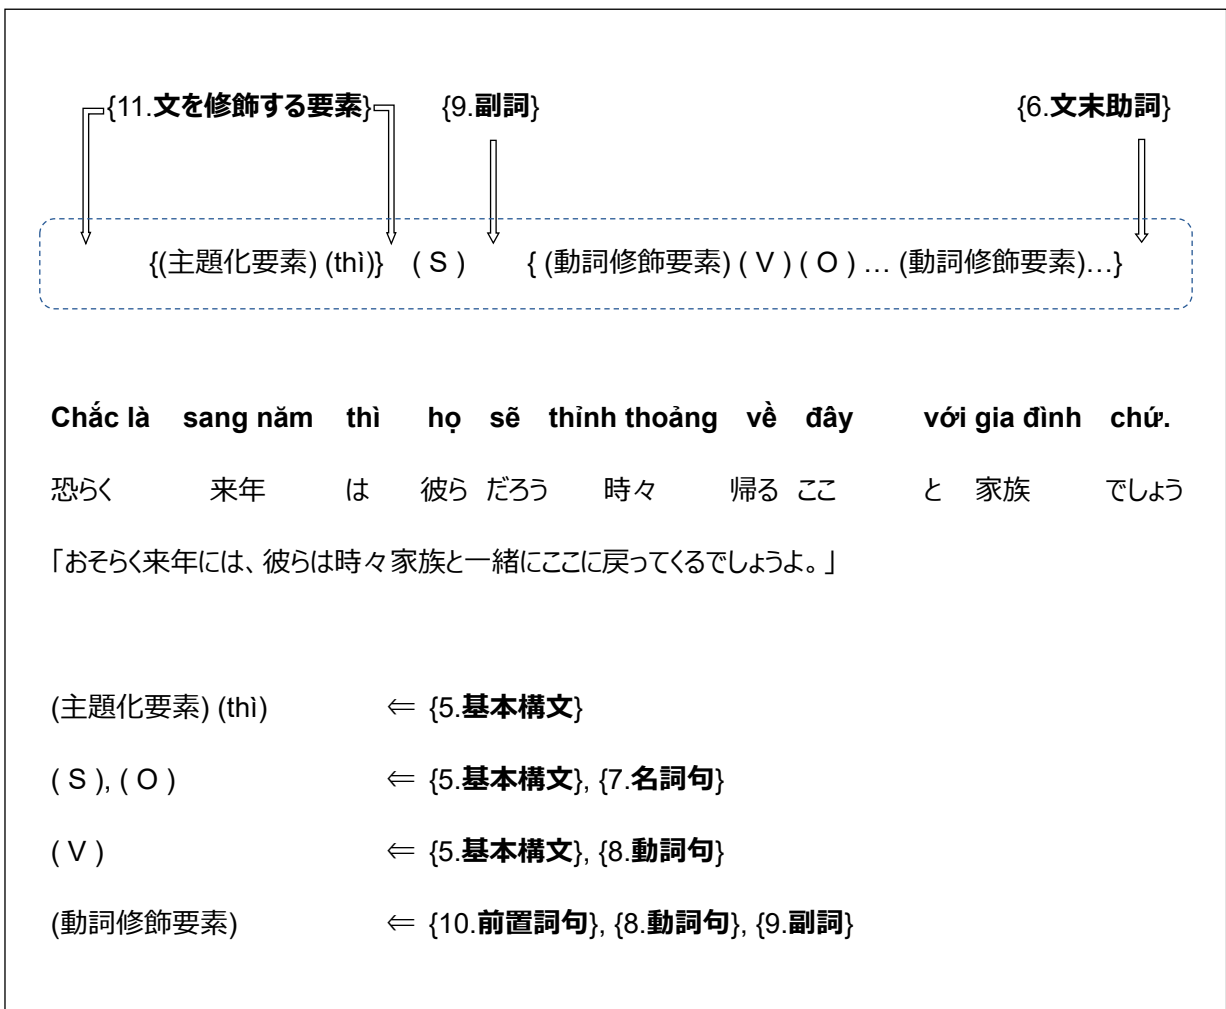 {11.文を修飾する要素} {9.副詞} {6.文末助詞}
{(主題化要素) (thì)} ( S ) { (動詞修飾要素) ( V ) ( O ) … (動詞修飾要素)…}
Chắc là sang năm thì họ sẽ thỉnh thoảng về đây với gia đình chứ.
恐らく 来年 は 彼ら だろう 時々 帰る ここ と 家族 でしょう
「おそらく来年には、彼らは時々家族と一緒にここに戻ってくるでしょうよ。」
(主題化要素) (thì) ⇐ {5.基本構文}
( S ), ( O ) ⇐ {5.基本構文}, {7.名詞句}
( V ) ⇐ {5.基本構文}, {8.動詞句}
(動詞修飾要素) ⇐ {10.前置詞句}, {8.動詞句}, {9.副詞}